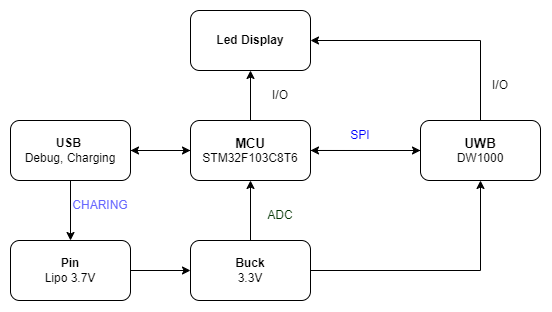 Led Display
I/O
I/O
USB
Debug, Charging
MCU
STM32F103C8T6
SPI
UWB
DW1000
CHARING
ADC
Pin
Lipo 3.7V
Buck
3.3V